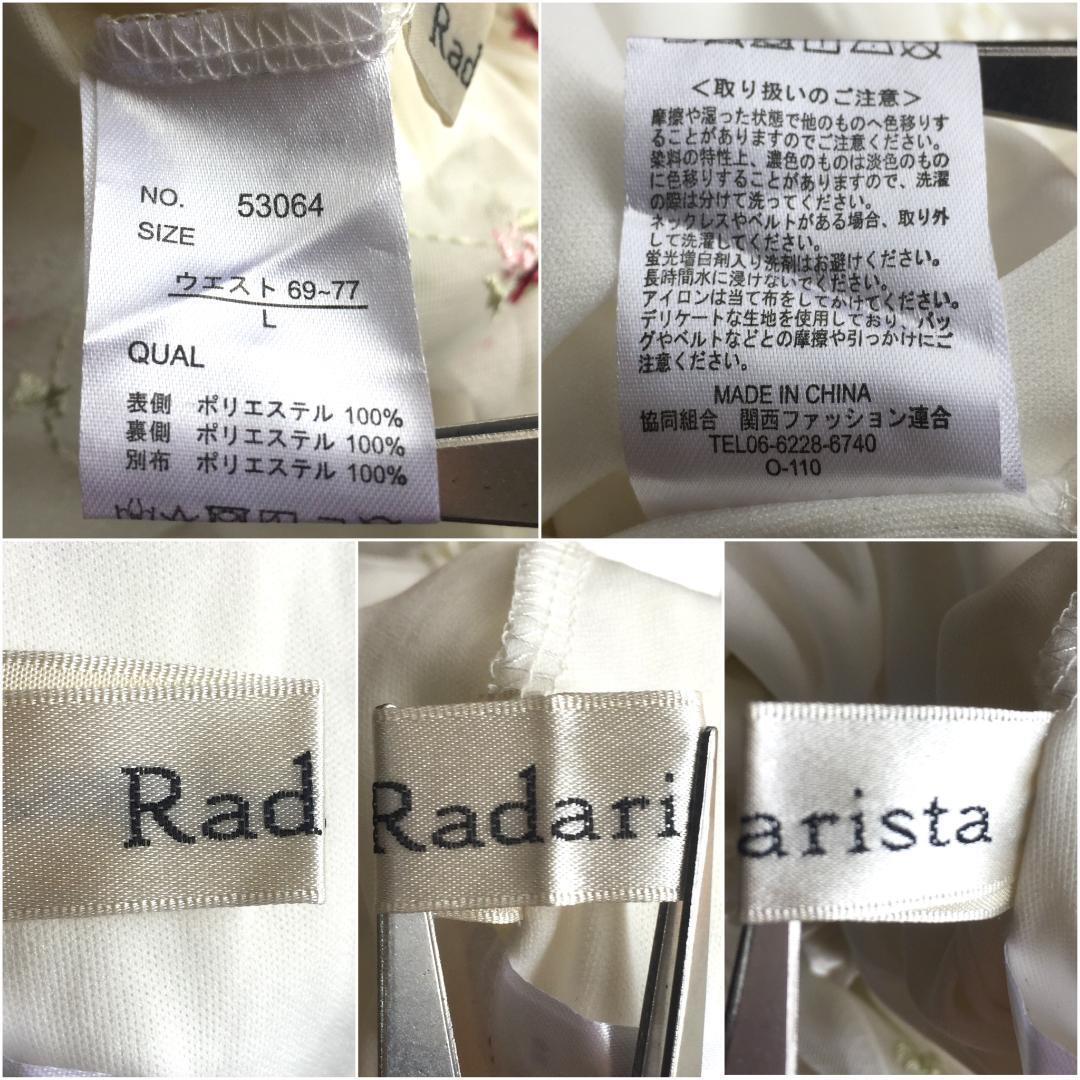 Rad
NO. 53064
SIZE
ウエスト 69~77
L
QUAL
表側 ポリエステル 100%
裏側 ポリエステル 100%
別布 ポリエステル 100%
<取り扱いのご注意>
摩擦や湿った状態で他のものへ色移りす
ることがありますのでご注意ください。
染料の特性上、濃色のものは淡色のもの
に色移りすることがありますので、洗濯
の際は分けて洗ってください。
ネックレスやベルトがある場合、取り外
して洗濯してください。
蛍光増白剤入り洗剤はお避けください。
長時間水に浸けないでください。
アイロンは当て布をしてかけてください。
デリケートな生地を使用しており、バッ
グやベルトなどとの摩擦や引っかけにご
注意ください。
MADE IN CHINA
協同組合 関西ファッション連合
TEL06-6228-6740
O-110
Rad
Radari
arista